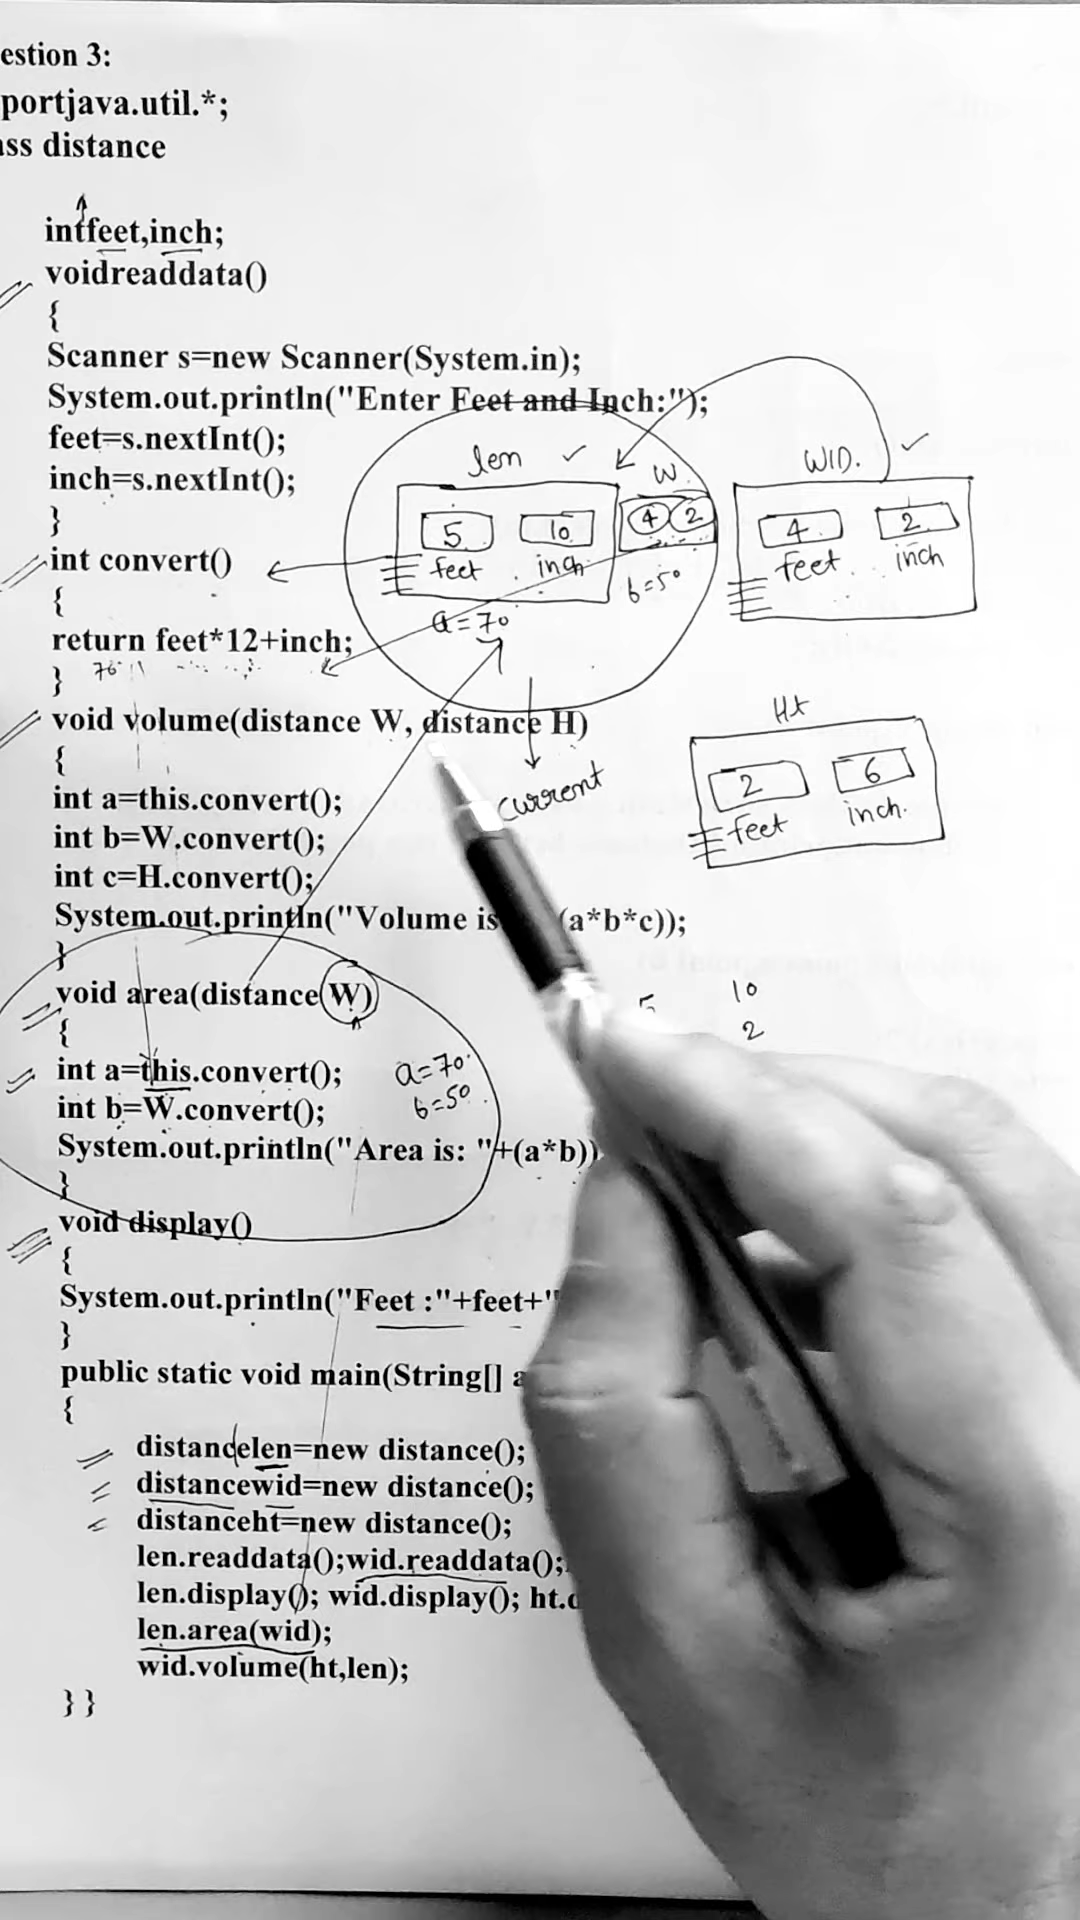 estion 3:
portjava.util.*;
ass distance
intfeet,inch;
voidreaddata()
{
Scanner s=new Scanner(System.in);
System.out.println("Enter Feet and Inch:");
feet=s.nextInt();
inch=s.nextInt();
}
len
W
WID.
5
10
4 2
4
2
feet
inch
feet
inch
b=50
a=70
int convert()
{
return feet*12+inch;
}
void volume(distance W, distance H)
{
int a=this.convert();
int b=W.convert();
int c=H.convert();
System.out.println("Volume is (a*b*c));
}
current
Ht
2
6
feet
inch.
void area(distance W)
{
int a=this.convert();
int b=W.convert();
System.out.println("Area is: "+(a*b))
}
a=70
b=50
5 10
2
void display()
{
System.out.println("Feet :"+feet+"
}
public static void main(String[] a
{
distancelen=new distance();
distancewid=new distance();
distanceht=new distance();
len.readdata();wid.readdata();
len.display(); wid.display(); ht.d
len.area(wid);
wid.volume(ht,len);
} }